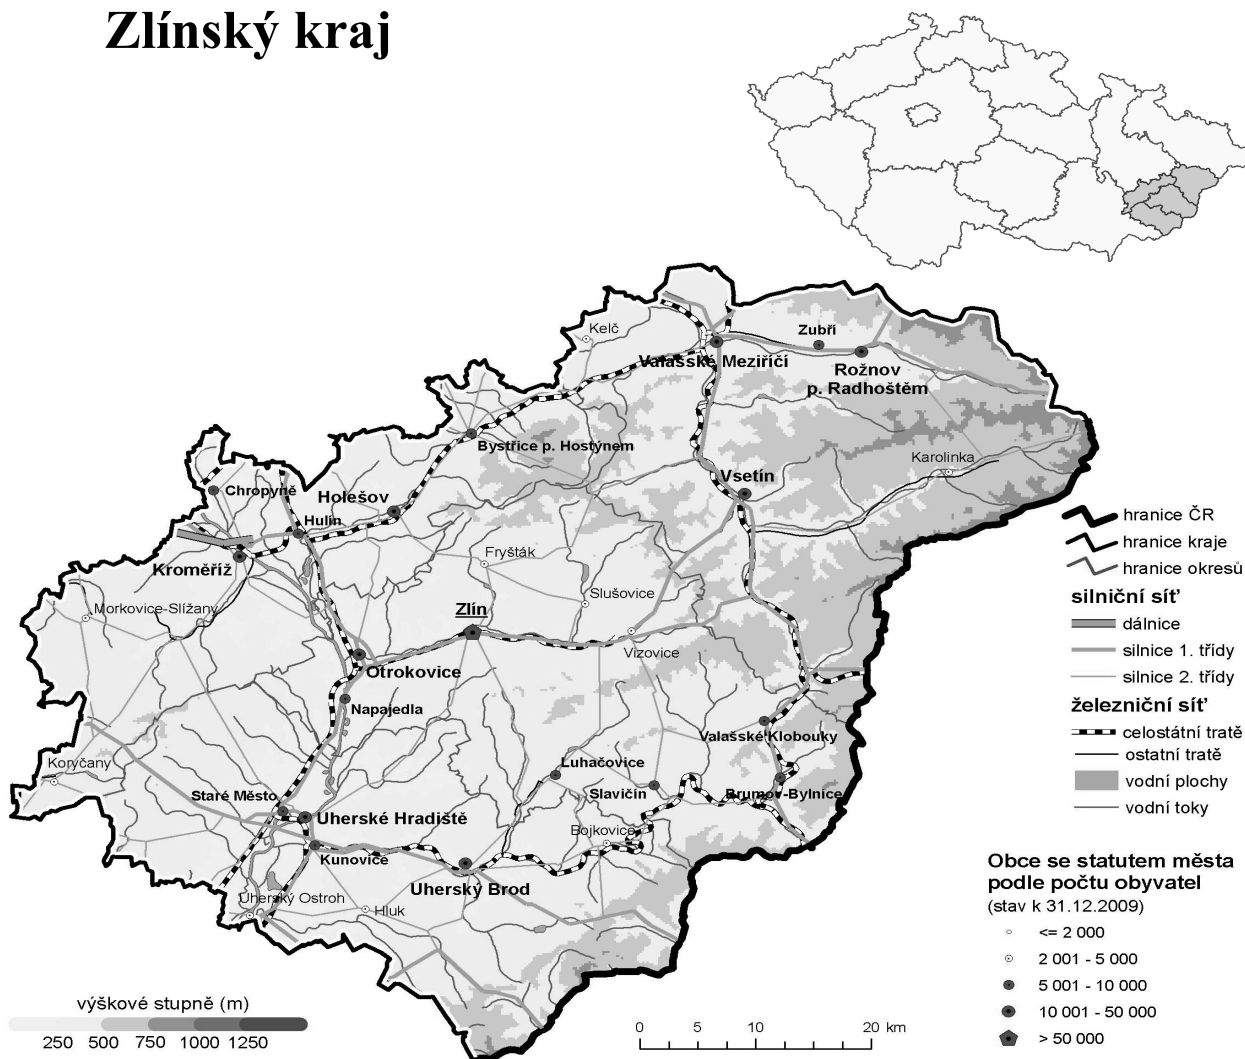 Zlínský kraj
Kelč
Zubří
Valašské Meziříčí
Rožnov
p. Radhoštěm
Bystřice p. Hostýnem
Karolinka
Vsetín
Chropyně
Holešov
Hulín
Fryšták
Kroměříž
Slušovice
Morkovice-Slížany
Zlín
Vizovice
Otrokovice
Napajedla
Valašské Klobouky
Koryčany
Luhačovice
Staré Město
Slavičín
Brumov-Bylnice
Uherské Hradiště
Bojkovice
Kunovice
Uherský Brod
Uherský Ostroh
Hluk
hranice ČR
hranice kraje
hranice okresů
silniční síť
dálnice
silnice 1. třídy
silnice 2. třídy
železniční síť
celostátní tratě
ostatní tratě
vodní plochy
vodní toky
Obce se statutem města
podle počtu obyvatel
(stav k 31.12.2009)
<= 2 000
2 001 - 5 000
5 001 - 10 000
10 001 - 50 000
> 50 000
výškové stupně (m)
250 500 750 1000 1250
0 5 10 20 km